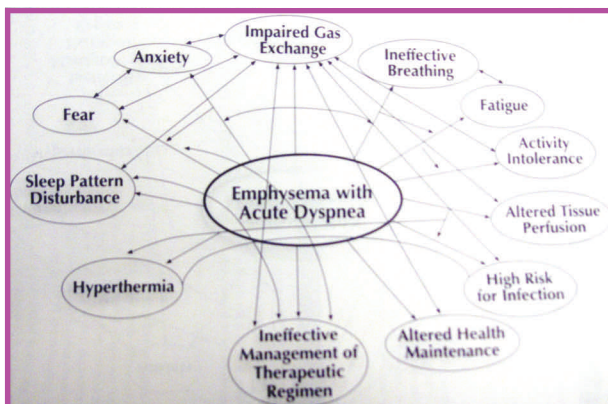 Impaired Gas
Exchange
Anxiety
Ineffective
Breathing
Fear
Fatigue
Activity
Intolerance
Sleep Pattern
Disturbance
Emphysema with
Acute Dyspnea
Altered Tissue
Perfusion
Hyperthermia
High Risk
for Infection
Ineffective
Management of
Therapeutic
Regimen
Altered Health
Maintenance